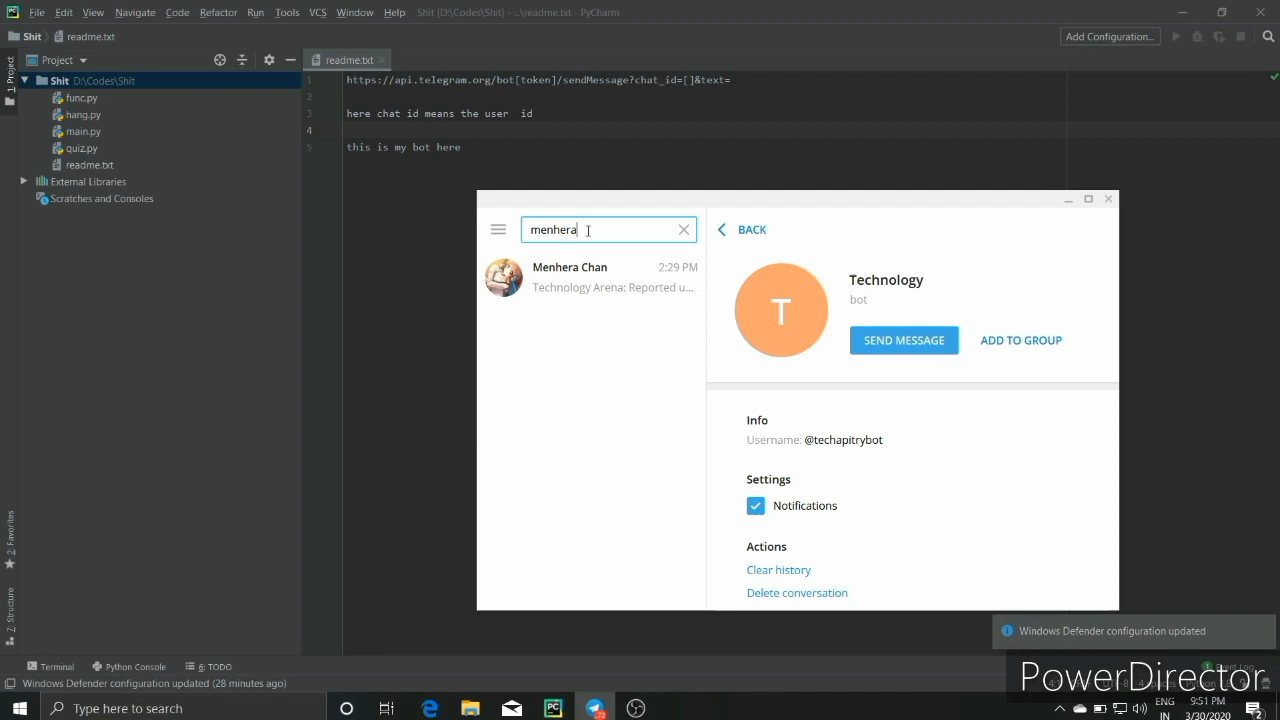 File Edit View Navigate Code Refactor Run Tools VCS Window Help Shit [D:\Codes\Shit] - ...\readme.txt - PyCharm
Shit readme.txt
Add Configuration...
Project
readme.txt
1: Project
Shit D:\Codes\Shit
func.py
hang.py
main.py
quiz.py
readme.txt
External Libraries
Scratches and Consoles
1 https://api.telegram.org/bot[token]/sendMessage?chat_id=[]&text=
2
3 here chat id means the user  id
4
5 this is my bot here
menhera
Menhera Chan 2:29 PM
Technology Arena: Reported u...
BACK
Technology
bot
SEND MESSAGE ADD TO GROUP
Info
Username: @techapitrybot
Settings
Notifications
Actions
Clear history
Delete conversation
2: Favorites
7: Structure
Windows Defender configuration updated
Terminal Python Console 6: TODO
Windows Defender configuration updated (28 minutes ago)
PowerDirector
Type here to search
ENG
IN
9:51 PM
3/30/2020